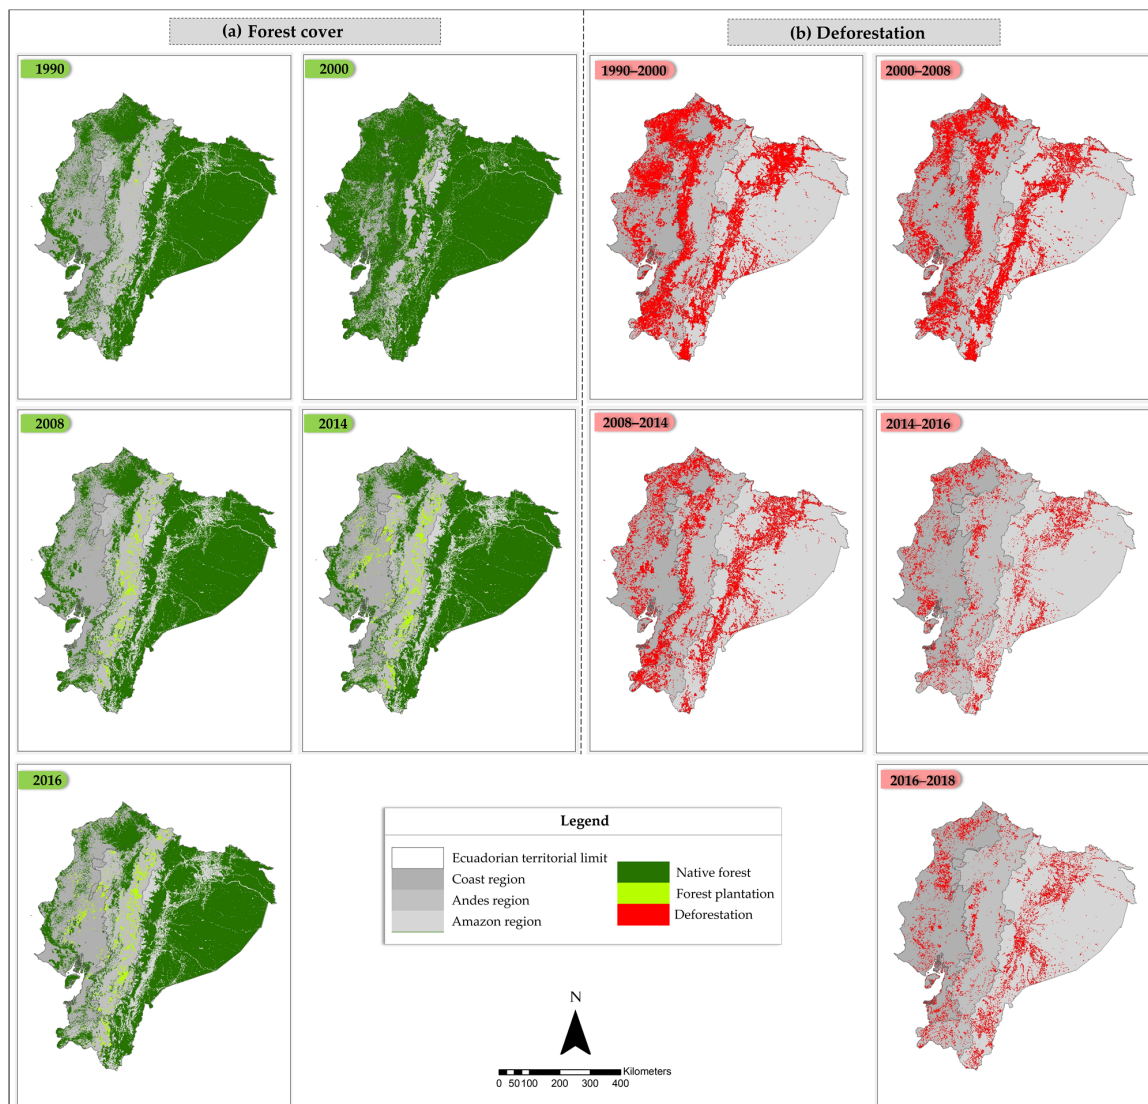 (a) Forest cover
(b) Deforestation
1990
2000
1990–2000
2000–2008
2008
2014
2008–2014
2014–2016
2016
2016–2018
Legend
Ecuadorian territorial limit
Coast region
Andes region
Amazon region
Native forest
Forest plantation
Deforestation
N
Kilometers
0 50 100 200 300 400